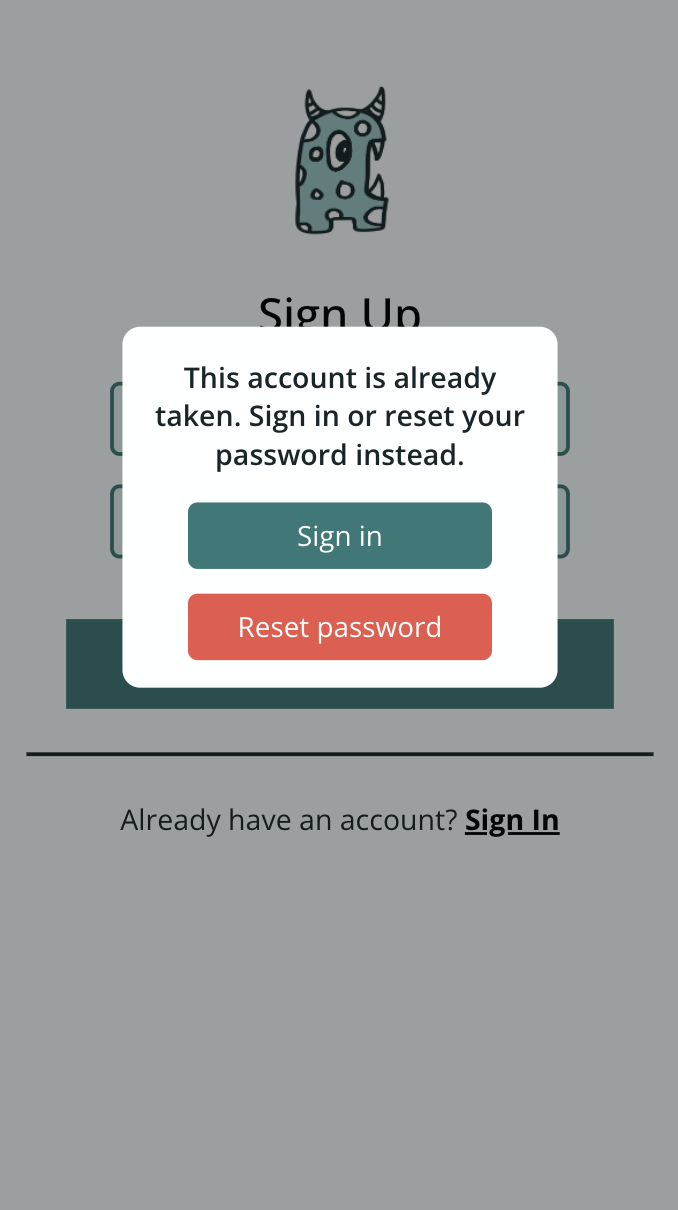 Sign Up
This account is already
taken. Sign in or reset your
password instead.
Sign in
Reset password
Already have an account? Sign In